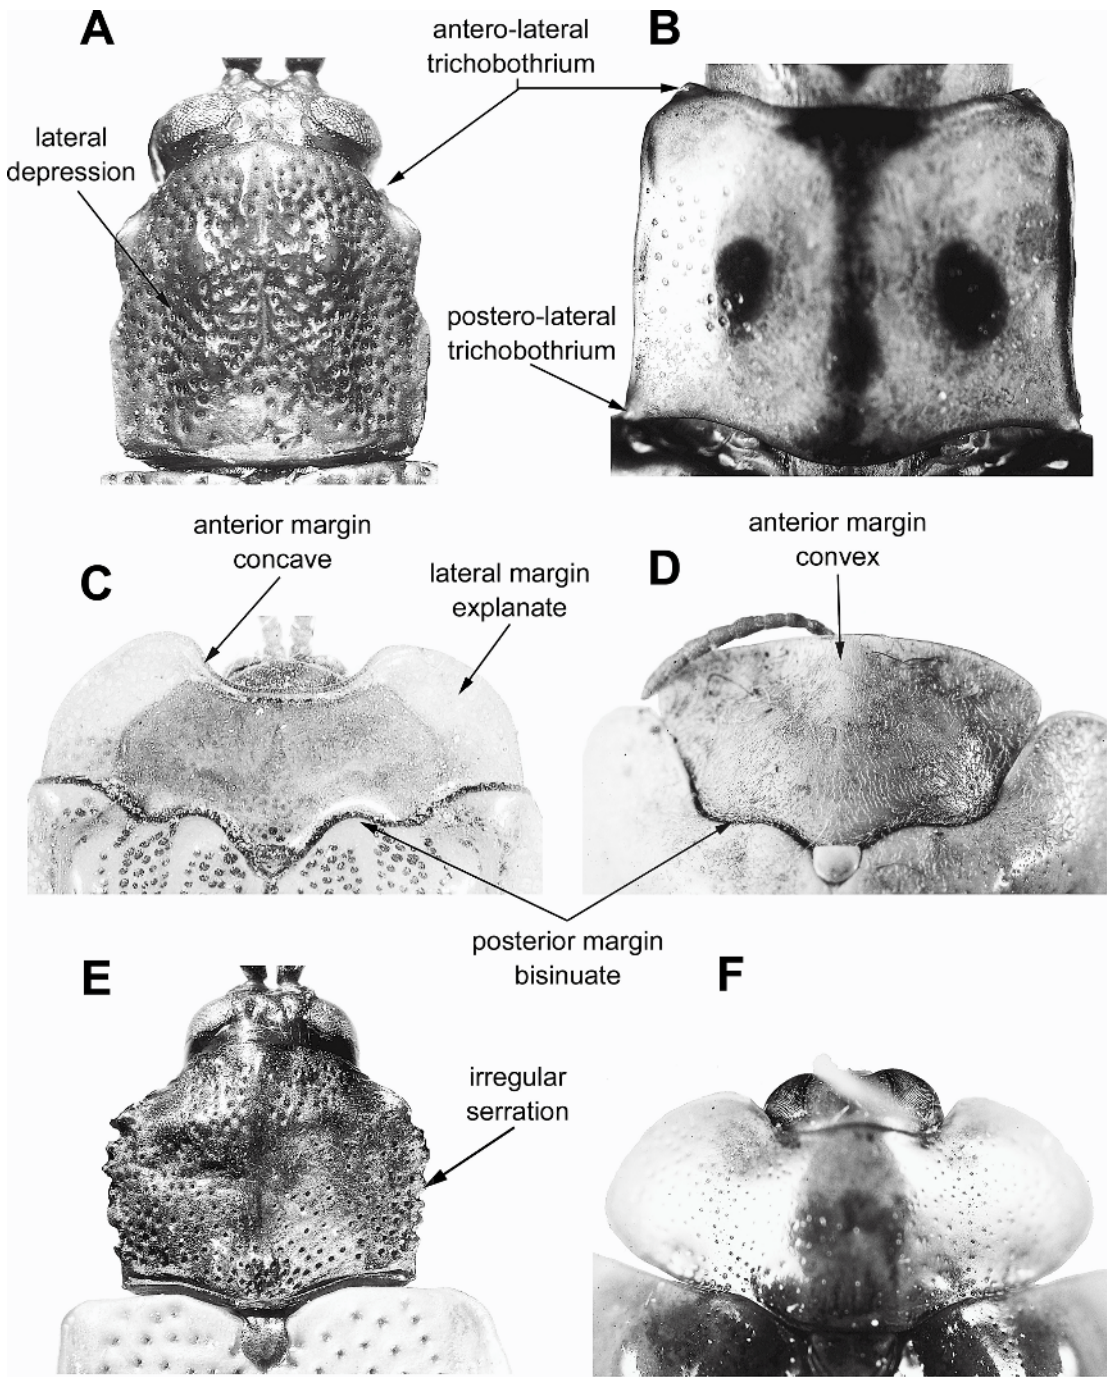 A
antero-lateral
trichobothrium
B
lateral
depression
postero-lateral
trichobothrium
anterior margin
concave
C
lateral margin
explanate
anterior margin
convex
D
posterior margin
bisinuate
E
F
irregular
serration